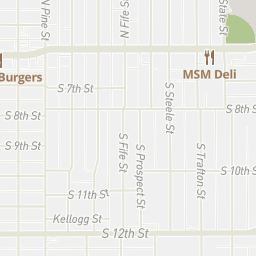 N Pine St
N Fife S
State St
Burgers
MSM Deli
S 7th St
S 8th St
S 8th
S Steele St
S 9th St
S Fife St
S Prospect St
S Trafton St
S 10th St
S 11th St
Kellogg St
S 12th St